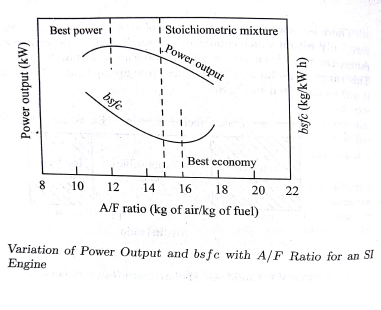 Best power
Stoichiometric mixture
Power output
bsfc
Best economy
Power output (kW)
bsfc (kg/kW h)
8 10 12 14 16 18 20 22
A/F ratio (kg of air/kg of fuel)
Variation of Power Output and bsfc with A/F Ratio for an SI
Engine